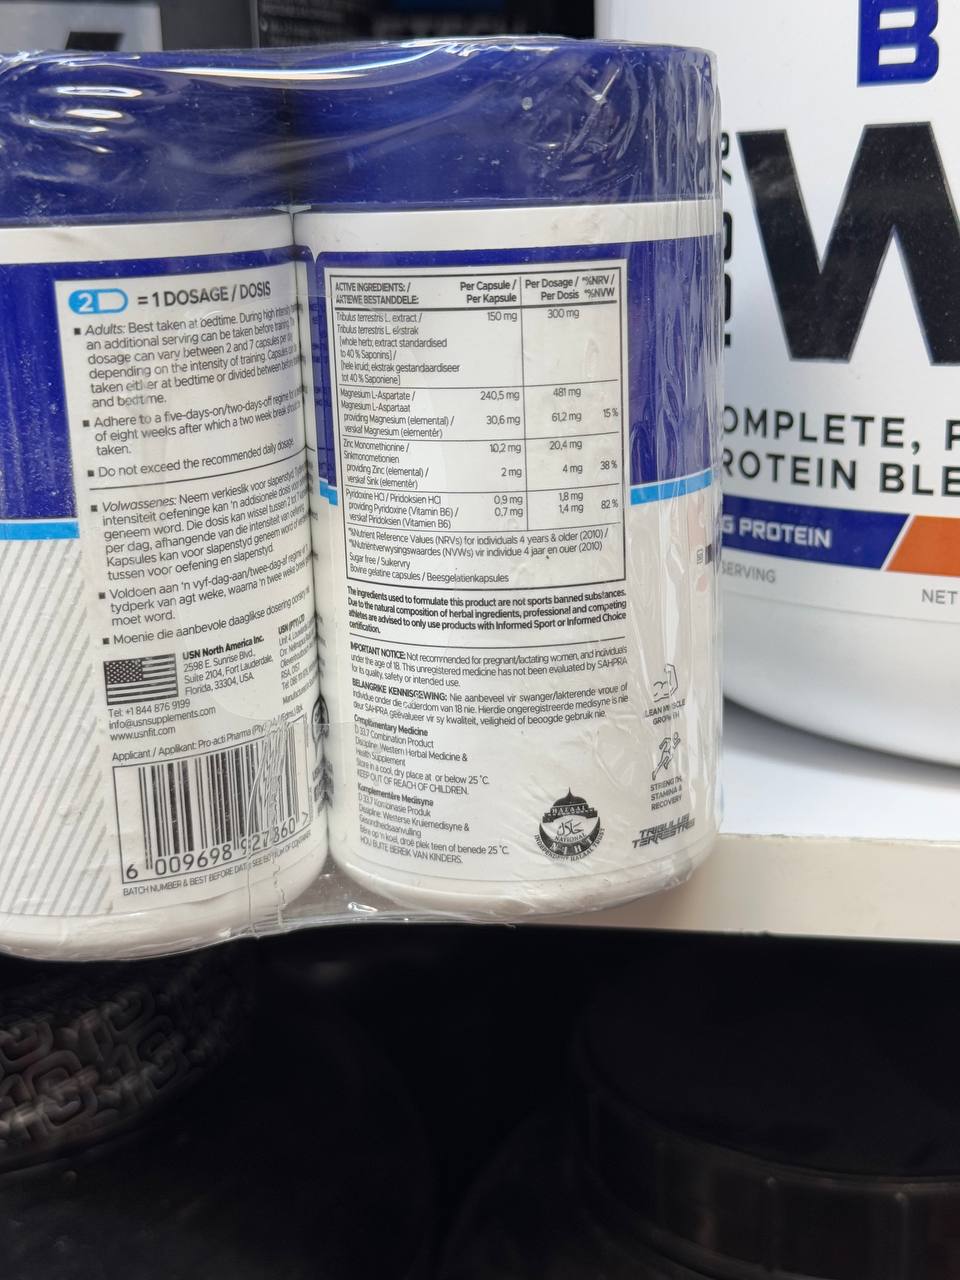 2 = 1 DOSAGE / DOSIS
Adults: Best taken at bedtime. During high intensity
an additional serving can be taken before training. The
dosage can vary between 2 and 7 capsules per
depending on the intensity of training. Capsules
taken either at bedtime or divided between before
and bedtime.
Adhere to a five-days-on/two-days-off regime for a
of eight weeks after which a two week break should
taken.
Do not exceed the recommended daily dosage.
Volwassenes: Neem verkieslik voor slapenstyd.
intensiteit oefeninge kan 'n addisionele dosis voor
geneem word. Die dosis kan wissel tussen 2 tot 7
per dag, afhangende van die intensiteit van oefening.
Kapsules kan voor slapenstyd geneem word of
tussen voor oefening en slapenstyd.
Voldoen aan 'n vyf-dag-aan/twee-dag-af regime
tydperk van agt weke, waarna 'n twee weke breek
moet word.
Moenie die aanbevole daaglikse dosering
USN North America Inc.
2598 E. Sunrise Blvd.,
Suite 2104, Fort Lauderdale,
Florida, 33304, USA.
Tel: +1 844 876 9199
info@usnsupplements.com
www.usnfit.com
USN (PTY) LTD
Applicant / Applikant: Pro-acti Pharma (Pty)
6 009698 927360 >
BATCH NUMBER & BEST BEFORE DATE: SEE BOTTOM OF CONTAINER
ACTIVE INGREDIENTS: / AKTIEWE BESTANDDELE: Per Capsule / Per Kapsule Per Dosage / Per Dosis *%NRV / *%NVW
Tribulus terrestris L. extract / 150 mg 300 mg
Tribulus terrestris L. ekstrak
[whole herb; extract standardised
to 40 % Saponins] /
[hele kruid; ekstrak gestandaardiseer
tot 40 % Saponiene]
Magnesium L-Aspartate / 240,5 mg 481 mg
Magnesium L-Aspartaat
providing Magnesium (elemental) / 30,6 mg 61,2 mg 15 %
verskaf Magnesium (elementêr)
Zinc Monomethionine / 10,2 mg 20,4 mg
Sinkmonometionien
providing Zinc (elemental) / 2 mg 4 mg 38 %
verskaf Sink (elementêr)
Pyridoxine HCl / Piridoksien HCl 0,9 mg 1,8 mg
providing Pyridoxine (Vitamin B6) / 0,7 mg 1,4 mg 82 %
verskaf Piridoksien (Vitamien B6)
*%Nutrient Reference Values (NRVs) for individuals 4 years & older (2010) /
*%Nutriëntverwysingswaardes (NVWs) vir individue 4 jaar en ouer (2010)
Sugar free / Suikervry
Bovine gelatine capsules / Beesgelatienkapsules
The ingredients used to formulate this product are not sports banned substances.
Due to the natural composition of herbal ingredients, professional and competing
athletes are advised to only use products with Informed Sport or Informed Choice
certification.
IMPORTANT NOTICE: Not recommended for pregnant/lactating women, and individuals
under the age of 18. This unregistered medicine has not been evaluated by SAHPRA
for its quality, safety or intended use.
BELANGRIKE KENNISGEWING: Nie aanbeveel vir swanger/lakterende vroue of
individue onder die ouderdom van 18 nie. Hierdie ongeregistreerde medisyne is nie
deur SAHPRA geëvalueer vir sy kwaliteit, veiligheid of beoogde gebruik nie.
Complimentary Medicine
D 33.7 Combination Product
Discipline: Western Herbal Medicine &
Health Supplement
Store in a cool, dry place at or below 25 °C.
KEEP OUT OF REACH OF CHILDREN.
Komplementêre Medisyne
D 33.7 Kombinasie Produk
Dissipline: Westerse Kruiemedisyne &
Gesondheidsaanvulling
Bêre op 'n koel, droë plek teen of benede 25 °C.
HOU BUITE BEREIK VAN KINDERS.
HALAAL
حلال
NATIONAL
NIHT
INDEPENDENT HALAAL TRUST
LEAN MUSCLE
GROWTH
STRENGTH,
STAMINA &
RECOVERY
TRIBULUS
TERRESTRIS
B
W
OMPLETE, P
ROTEIN BLE
G PROTEIN
SERVING
NET